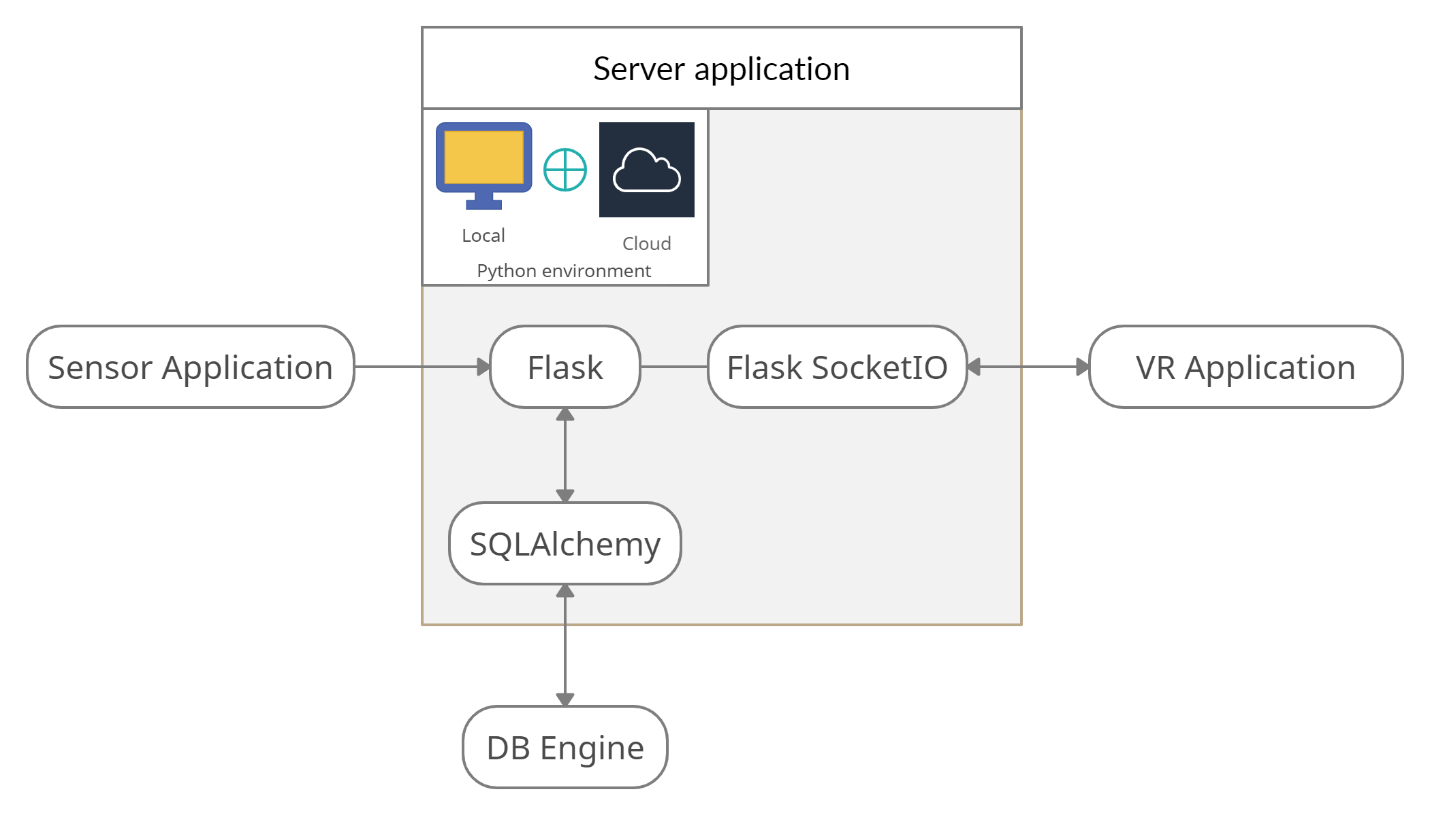 Server application
Local
Cloud
Python environment
Sensor Application
Flask
Flask SocketIO
VR Application
SQLAlchemy
DB Engine